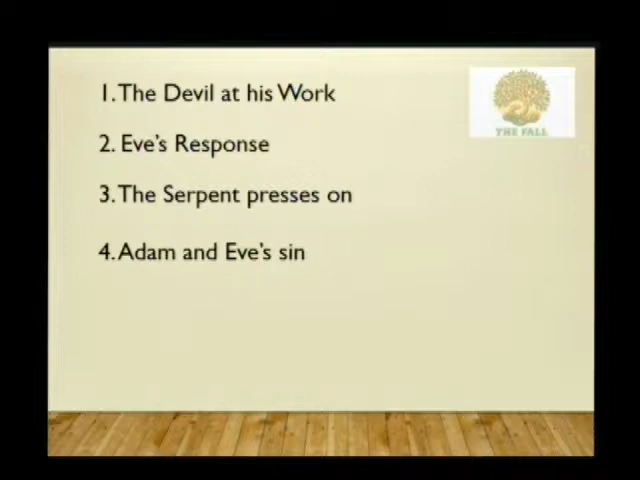 1. The Devil at his Work
THE FALL
2. Eve's Response
3. The Serpent presses on
4. Adam and Eve's sin